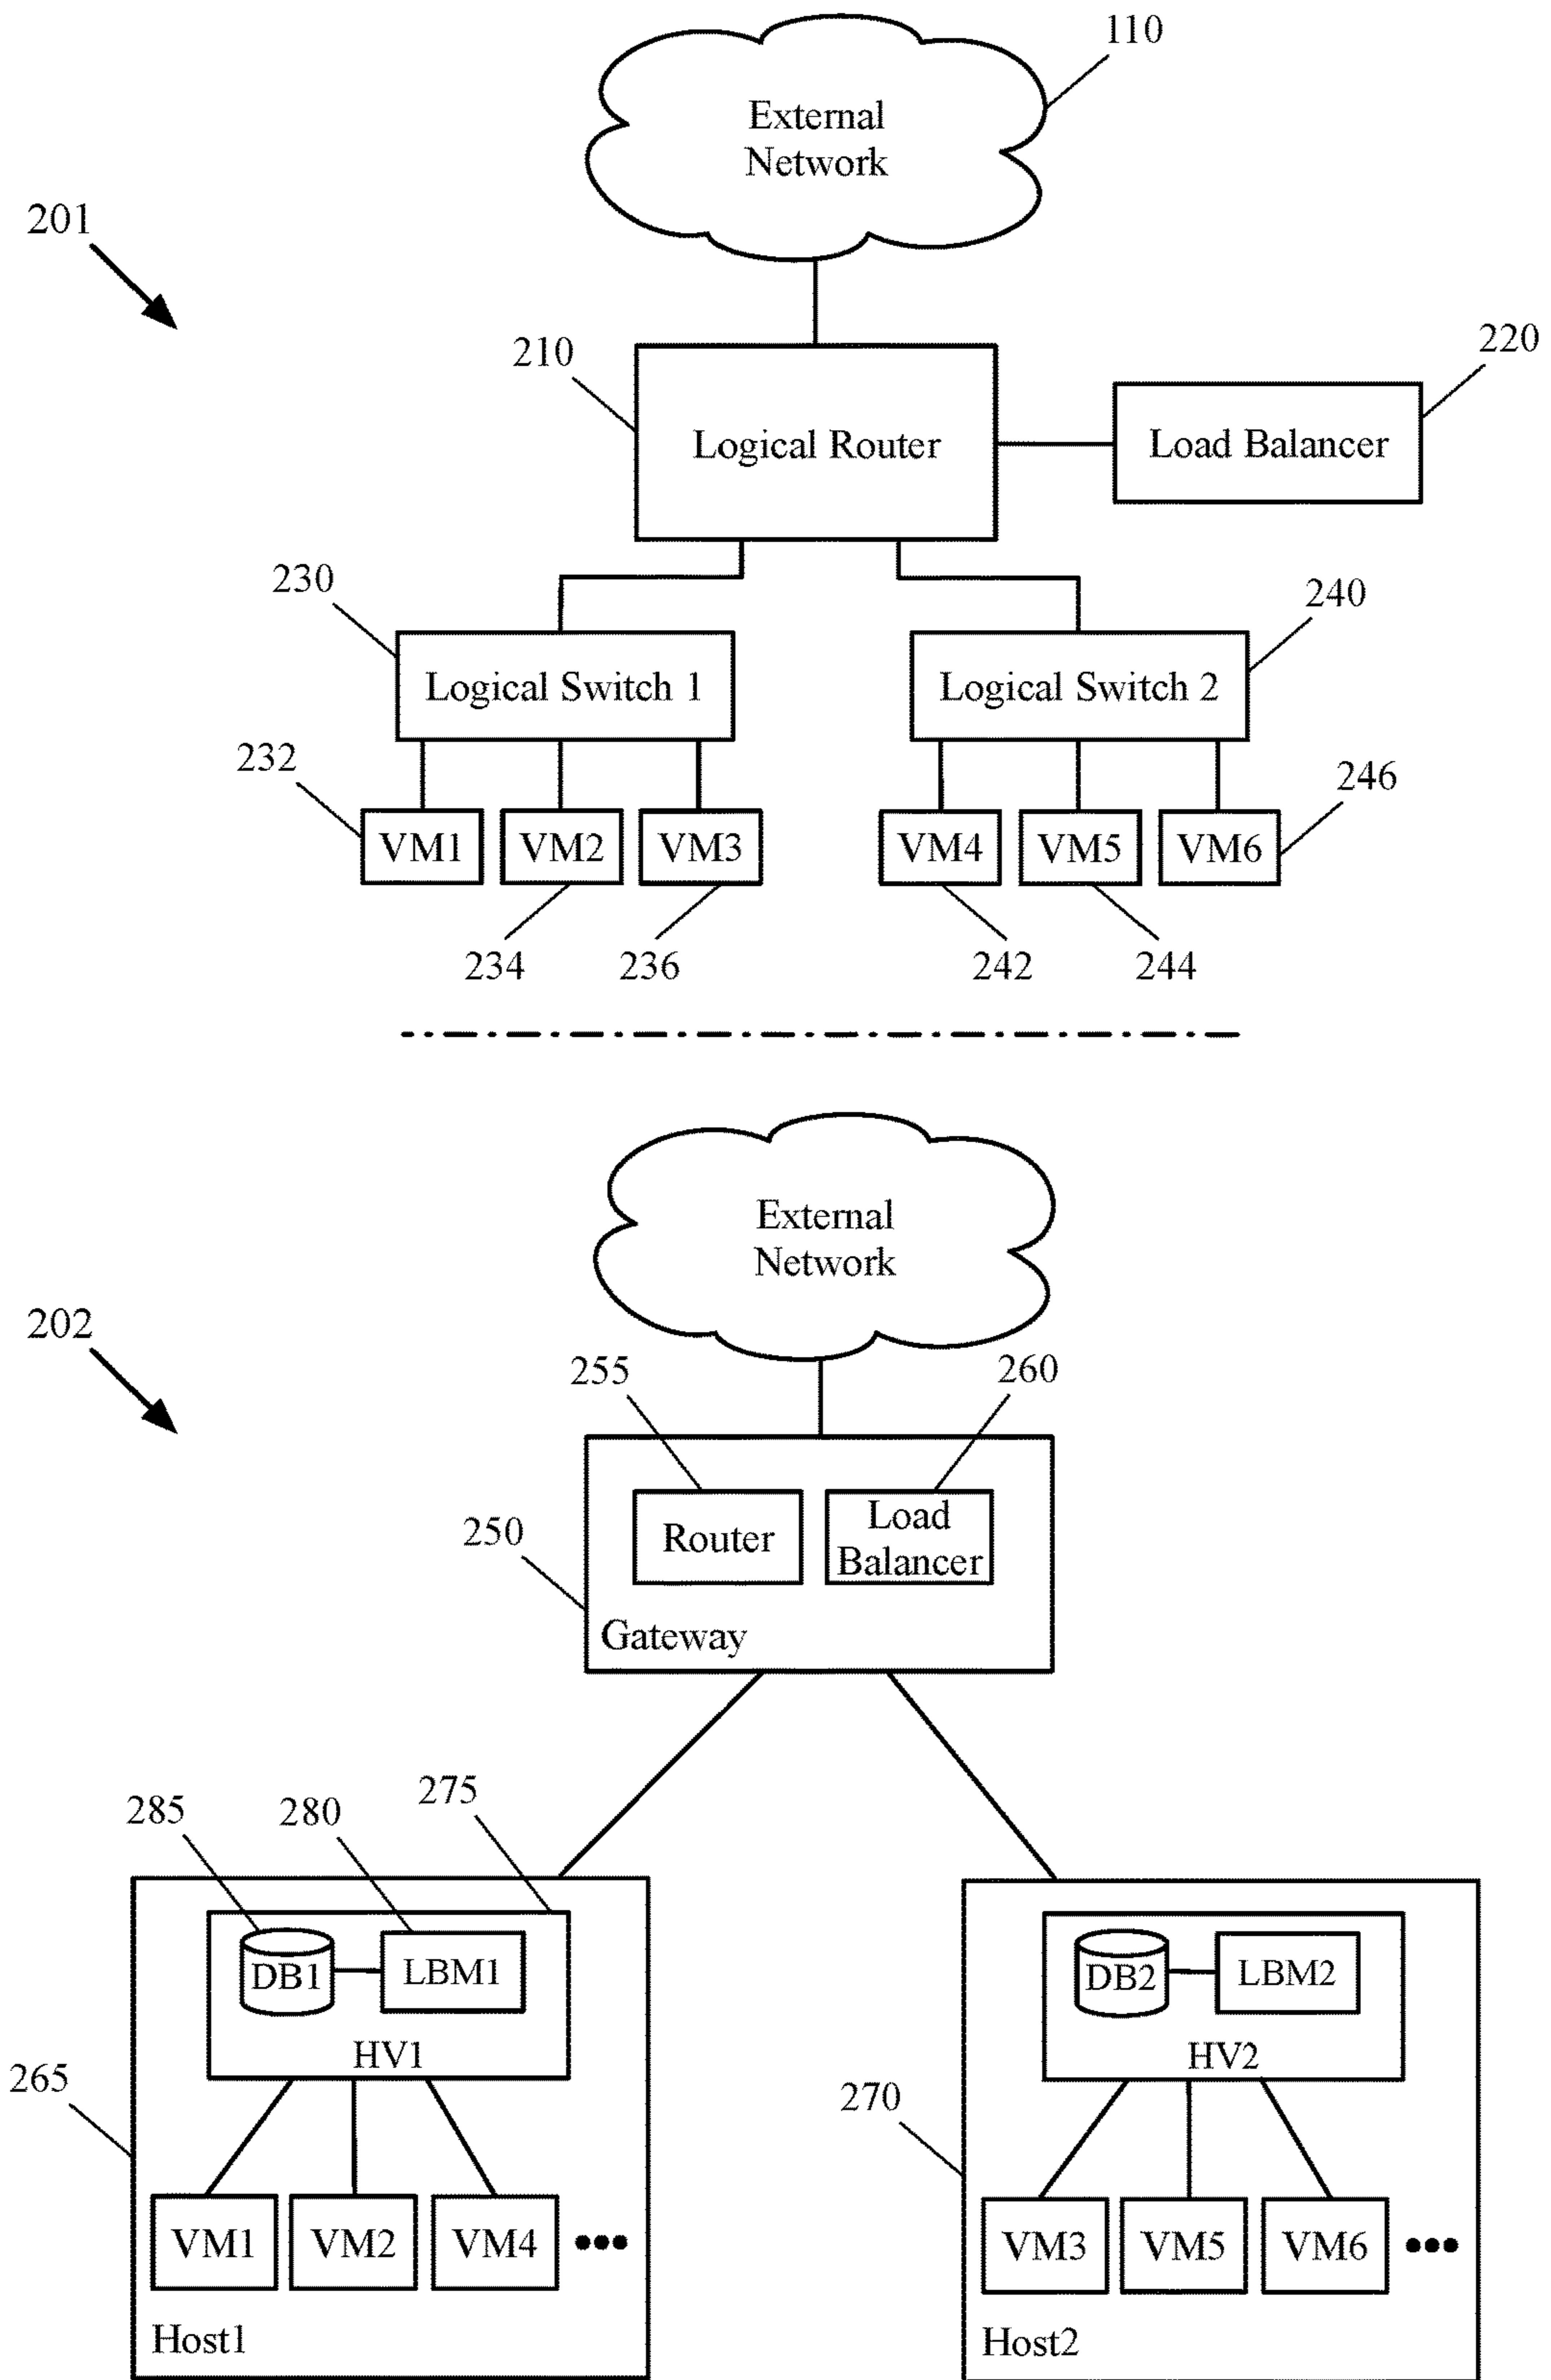 110
External
Network
201
210
220
Logical Router
Load Balancer
230
240
Logical Switch 1
Logical Switch 2
232
246
VM1
VM2
VM3
VM4
VM5
VM6
234
236
242
244
External
Network
202
255
260
250
Router
Load
Balancer
Gateway
285
280
275
DB1
LBM1
DB2
LBM2
HV1
HV2
265
270
VM1
VM2
VM4
VM3
VM5
VM6
Host1
Host2